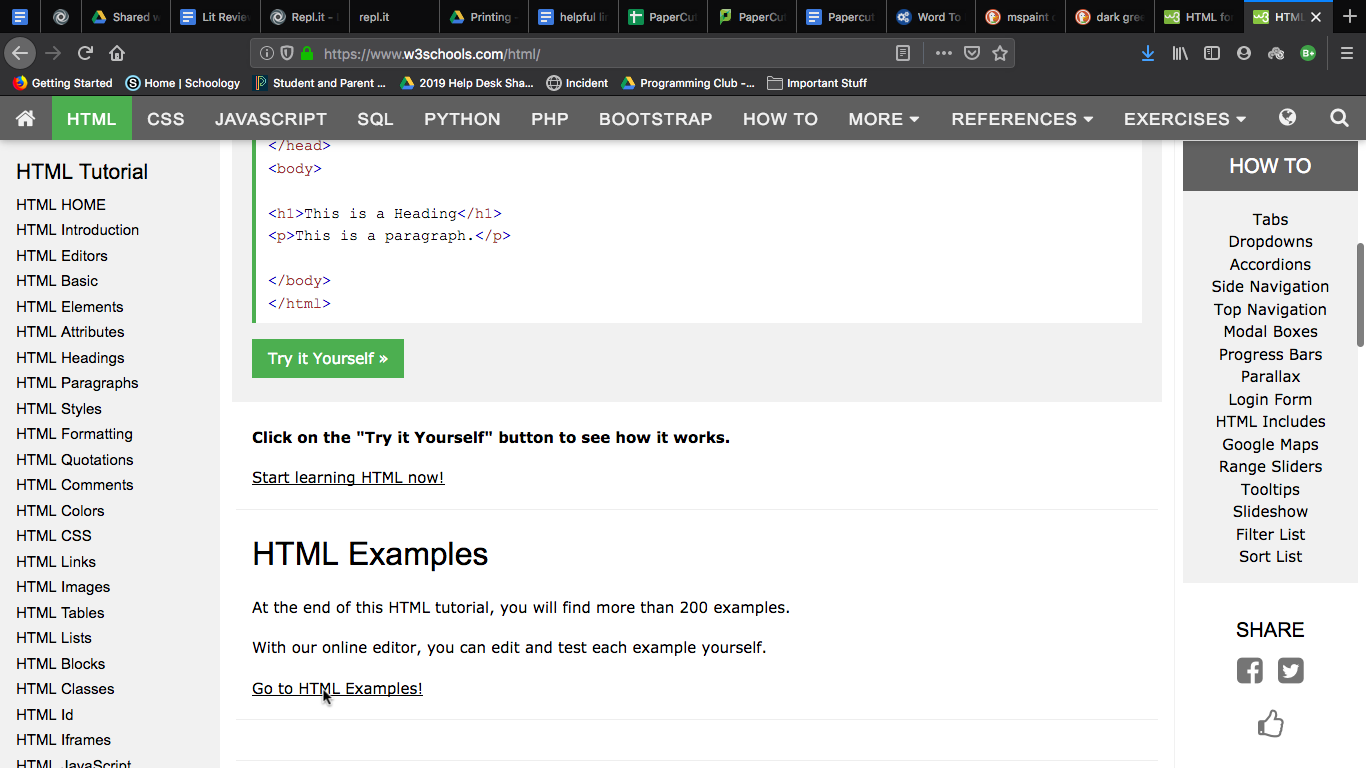 Shared w
Lit Review
Repl.it -
repl.it
Printing -
helpful lin
PaperCut
PaperCut
Papercut
Word To
mspaint c
dark gree
HTML for
HTML
https://www.w3schools.com/html/
Getting Started
Home | Schoology
Student and Parent ...
2019 Help Desk Sha...
Incident
Programming Club -...
Important Stuff
HTML
CSS
JAVASCRIPT
SQL
PYTHON
PHP
BOOTSTRAP
HOW TO
MORE
REFERENCES
EXERCISES
HTML Tutorial
HTML HOME
HTML Introduction
HTML Editors
HTML Basic
HTML Elements
HTML Attributes
HTML Headings
HTML Paragraphs
HTML Styles
HTML Formatting
HTML Quotations
HTML Comments
HTML Colors
HTML CSS
HTML Links
HTML Images
HTML Tables
HTML Lists
HTML Blocks
HTML Classes
HTML Id
HTML Iframes
HTML JavaScript
</head>
<body>
<h1>This is a Heading</h1>
<p>This is a paragraph.</p>
</body>
</html>
Try it Yourself »
Click on the "Try it Yourself" button to see how it works.
Start learning HTML now!
HTML Examples
At the end of this HTML tutorial, you will find more than 200 examples.
With our online editor, you can edit and test each example yourself.
Go to HTML Examples!
HOW TO
Tabs
Dropdowns
Accordions
Side Navigation
Top Navigation
Modal Boxes
Progress Bars
Parallax
Login Form
HTML Includes
Google Maps
Range Sliders
Tooltips
Slideshow
Filter List
Sort List
SHARE